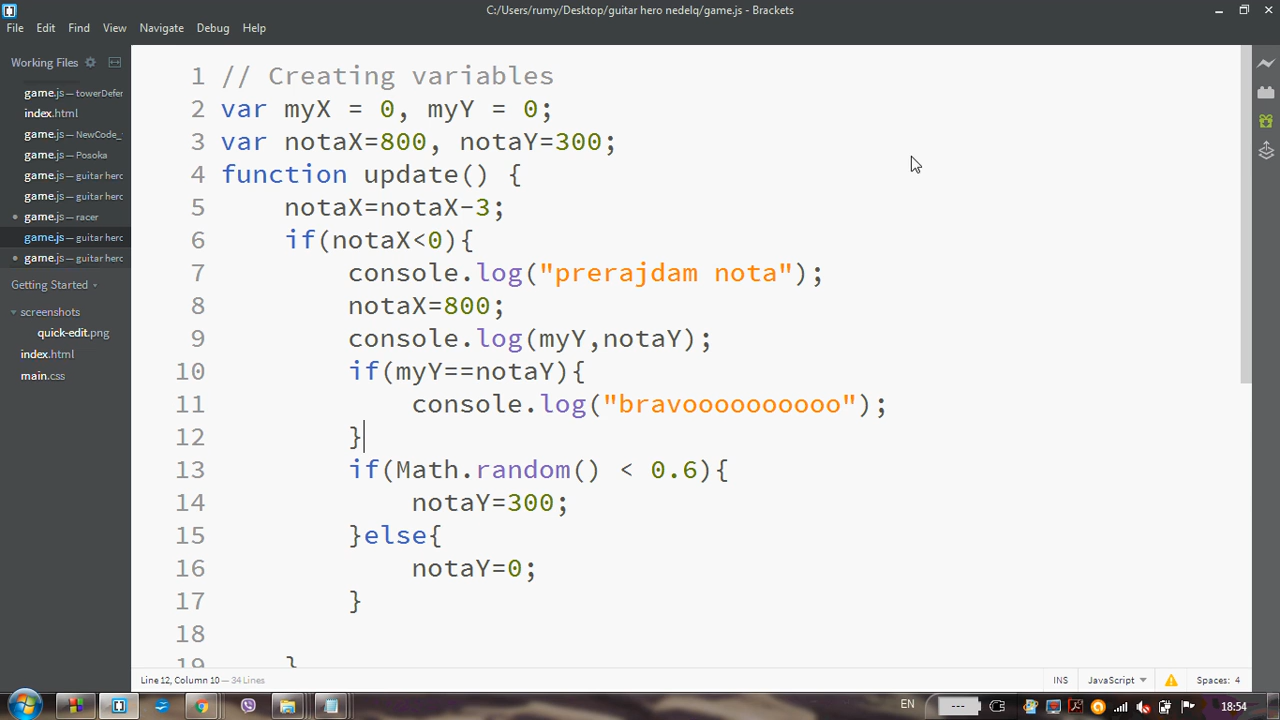 C:/Users/rumy/Desktop/guitar hero nedelq/game.js - Brackets
File Edit Find View Navigate Debug Help
Working Files
game.js — towerDefer
index.html
game.js — NewCode_
game.js — Posoka
game.js — guitar hero
game.js — guitar hero
game.js — racer
game.js — guitar hero
game.js — guitar hero
Getting Started
screenshots
quick-edit.png
index.html
main.css
1 // Creating variables
2 var myX = 0, myY = 0;
3 var notaX=800, notaY=300;
4 function update() {
5 notaX=notaX-3;
6 if(notaX<0){
7 console.log("prerajdam nota");
8 notaX=800;
9 console.log(myY,notaY);
10 if(myY==notaY){
11 console.log("bravoooooooooo");
12 }
13 if(Math.random() < 0.6){
14 notaY=300;
15 }else{
16 notaY=0;
17 }
18
19 }
Line 12, Column 10 — 34 Lines
INS JavaScript Spaces: 4
EN --- 18:54